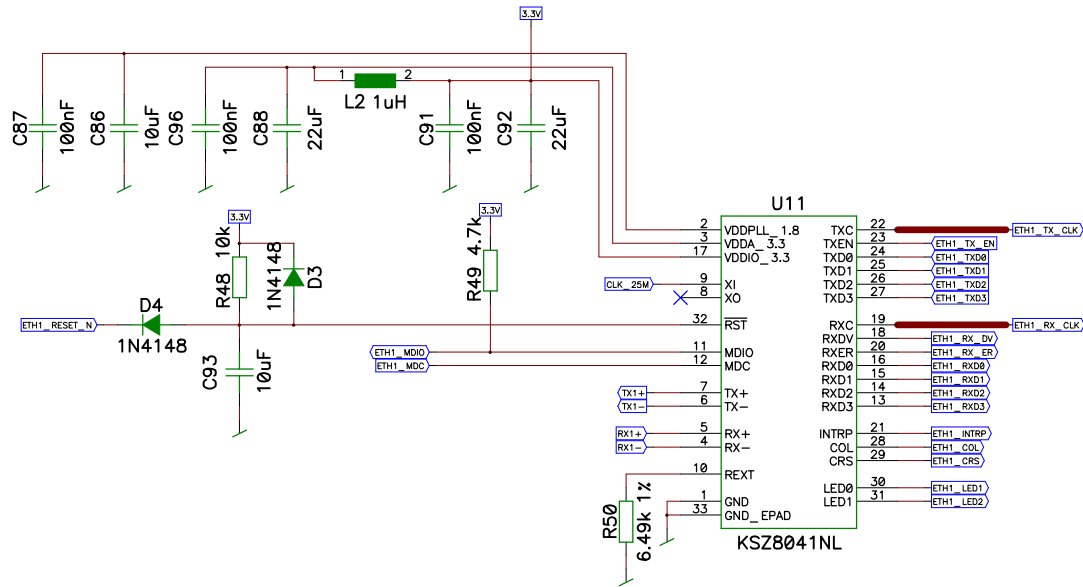 3.3V
1
2
L2 1uH
C87
100nF
C86
10uF
C96
100nF
C88
22uF
C91
100nF
C92
22uF
3.3V
R48
10k
1N4148
D3
3.3V
R49
4.7k
D4
1N4148
ETH1_RESET_N
C93
10uF
CLK_25M
ETH1_MDIO
ETH1_MDC
TX1+
TX1-
RX1+
RX1-
R50
6.49k 1%
U11
2 VDDPLL_1.8
3 VDDA_3.3
17 VDDIO_3.3
9 XI
8 XO
32 RST
11 MDIO
12 MDC
7 TX+
6 TX-
5 RX+
4 RX-
10 REXT
1 GND
33 GND_EPAD
TXC 22 ETH1_TX_CLK
TXEN 23 ETH1_TX_EN
TXD0 24 ETH1_TXD0
TXD1 25 ETH1_TXD1
TXD2 26 ETH1_TXD2
TXD3 27 ETH1_TXD3
RXC 19 ETH1_RX_CLK
RXDV 18 ETH1_RX_DV
RXER 20 ETH1_RX_ER
RXD0 16 ETH1_RXD0
RXD1 15 ETH1_RXD1
RXD2 14 ETH1_RXD2
RXD3 13 ETH1_RXD3
INTRP 21 ETH1_INTRP
COL 28 ETH1_COL
CRS 29 ETH1_CRS
LED0 30 ETH1_LED1
LED1 31 ETH1_LED2
KSZ8041NL